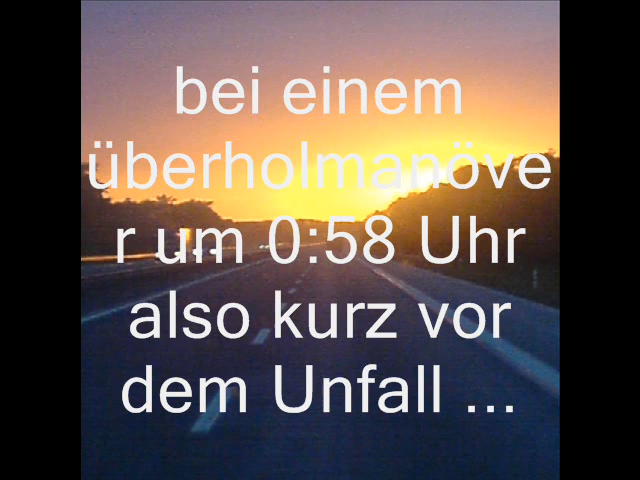 bei einem
überholmanöve
r um 0:58 Uhr
also kurz vor
dem Unfall ...